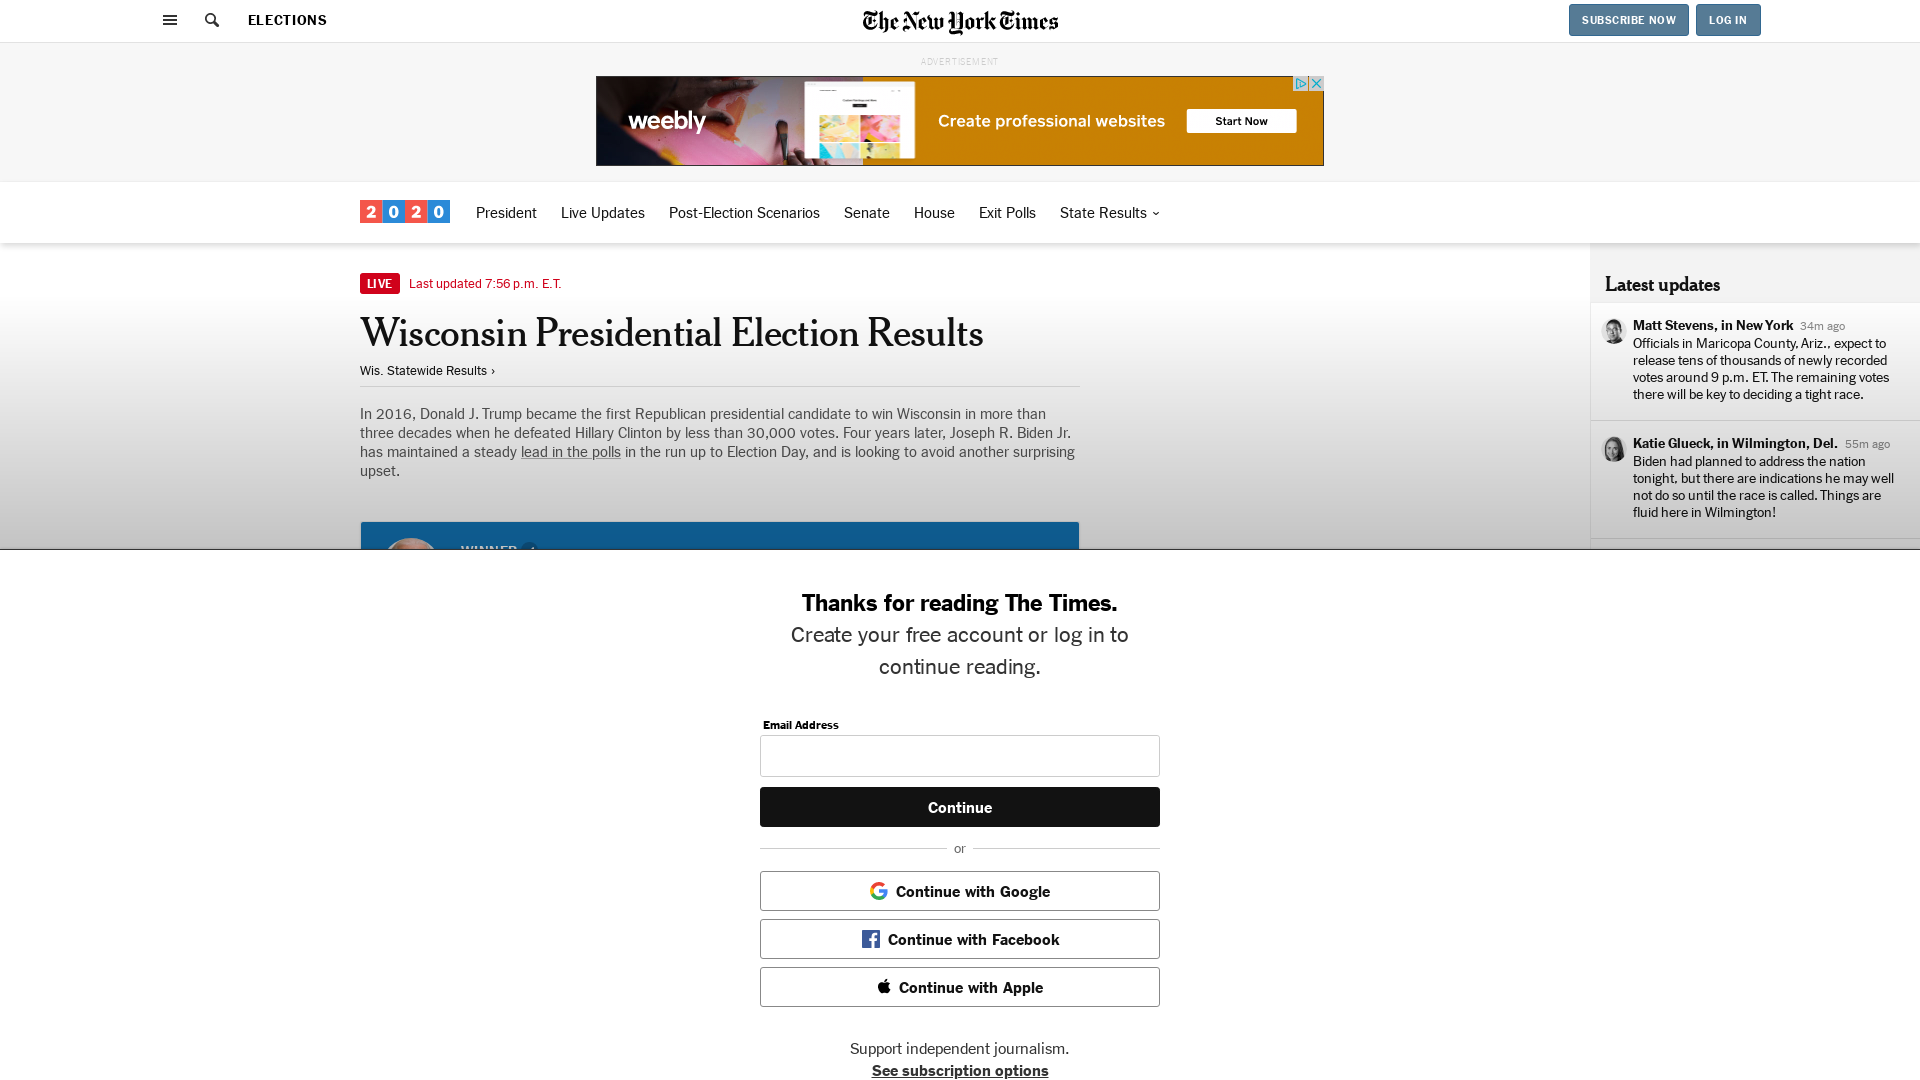 ELECTIONS
The New York Times
SUBSCRIBE NOW
LOG IN
ADVERTISEMENT
weebly
Create professional websites
Start Now
2020
President
Live Updates
Post-Election Scenarios
Senate
House
Exit Polls
State Results
LIVE
Last updated 7:56 p.m. E.T.
Wisconsin Presidential Election Results
Wis. Statewide Results ›
In 2016, Donald J. Trump became the first Republican presidential candidate to win Wisconsin in more than
three decades when he defeated Hillary Clinton by less than 30,000 votes. Four years later, Joseph R. Biden Jr.
has maintained a steady lead in the polls in the run up to Election Day, and is looking to avoid another surprising
upset.
WINNER
Latest updates
Matt Stevens, in New York 34m ago
Officials in Maricopa County, Ariz., expect to
release tens of thousands of newly recorded
votes around 9 p.m. ET. The remaining votes
there will be key to deciding a tight race.
Katie Glueck, in Wilmington, Del. 55m ago
Biden had planned to address the nation
tonight, but there are indications he may well
not do so until the race is called. Things are
fluid here in Wilmington!
Thanks for reading The Times.
Create your free account or log in to
continue reading.
Email Address
Continue
or
Continue with Google
Continue with Facebook
Continue with Apple
Support independent journalism.
See subscription options